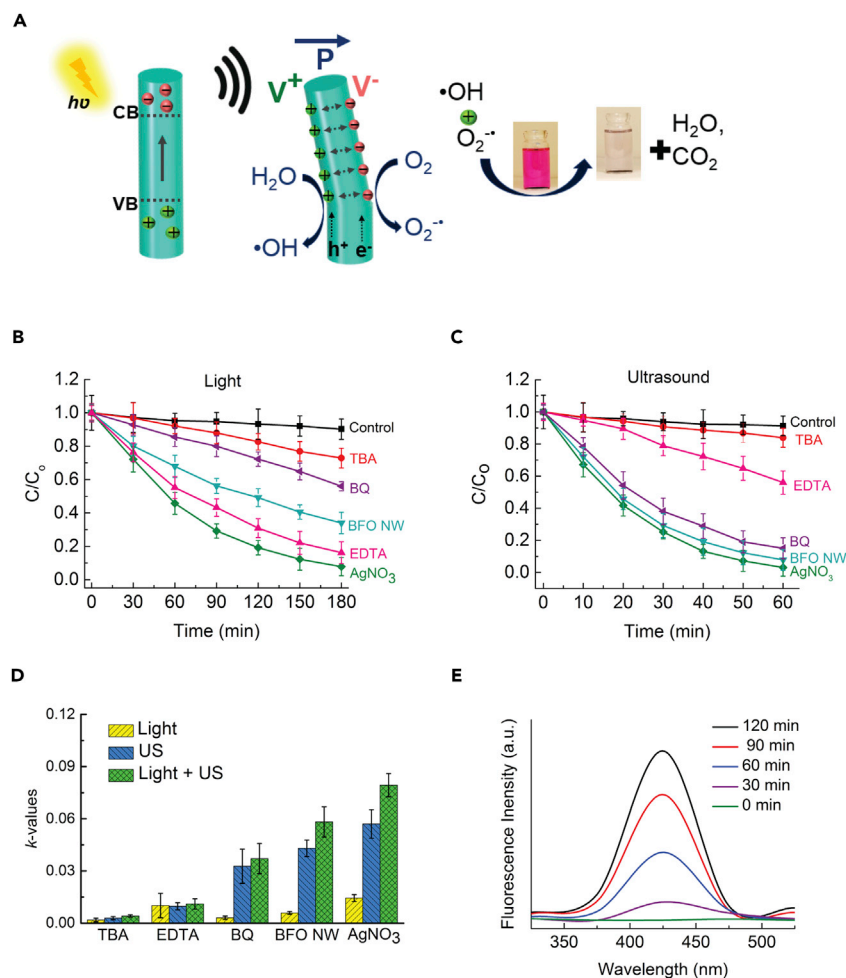 A
hυ
CB
VB
P
V+
V-
H₂O
•OH
h+
e-
O₂
O₂-•
•OH
O₂-•
H₂O,
CO₂
B
Light
C/C₀
1.2
1.0
0.8
0.6
0.4
0.2
0.0
Control
TBA
BQ
BFO NW
EDTA
AgNO₃
0 30 60 90 120 150 180
Time (min)
C
Ultrasound
C/C₀
1.2
1.0
0.8
0.6
0.4
0.2
0.0
Control
TBA
EDTA
BQ
BFO NW
AgNO₃
0 10 20 30 40 50 60
Time (min)
D
k-values
0.12
0.09
0.06
0.03
0.00
Light
US
Light + US
TBA EDTA BQ BFO NW AgNO₃
E
Fluorescence Inensity (a.u.)
120 min
90 min
60 min
30 min
0 min
350 400 450 500
Wavelength (nm)